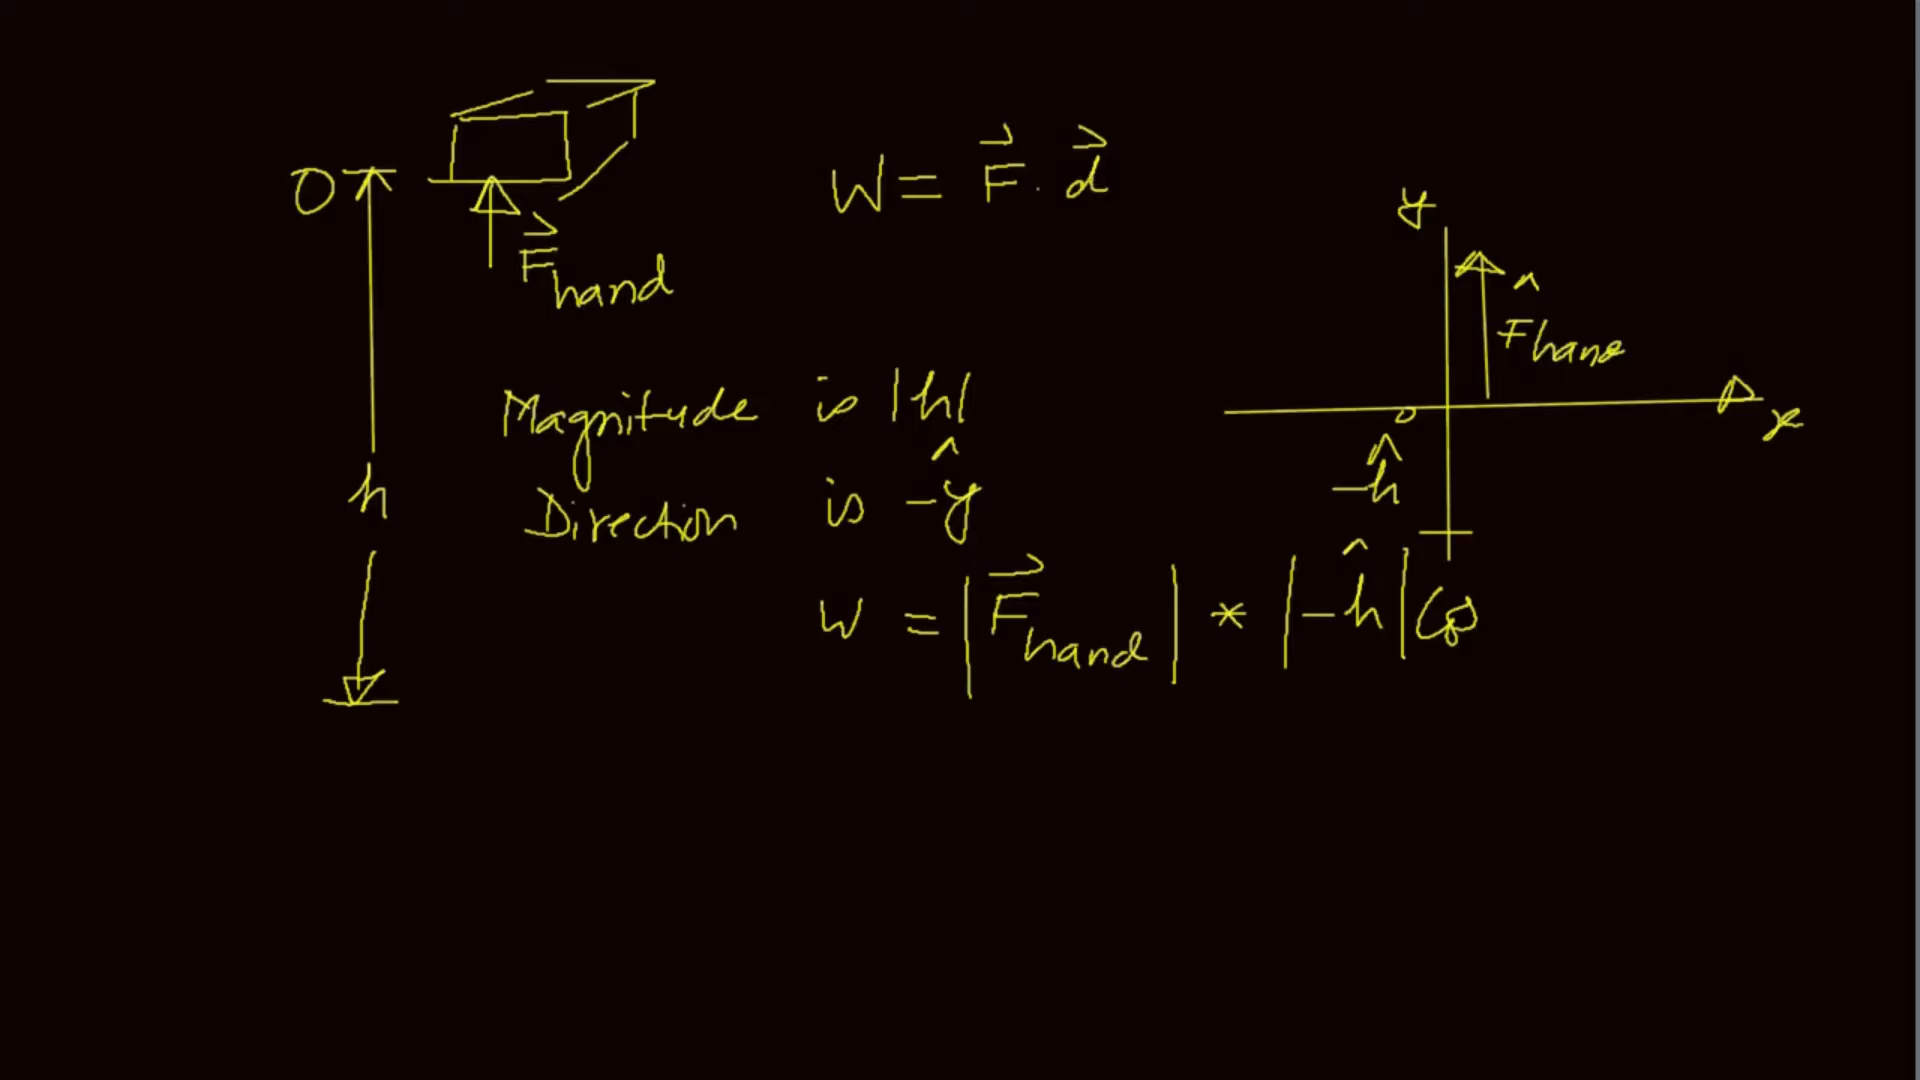 O
W = F⃗ . d⃗
F⃗hand
h
Magnitude is |h|
Direction is -ŷ
W = |F⃗hand| * |-ĥ| Cos
y
F̂hand
x
o
-ĥ